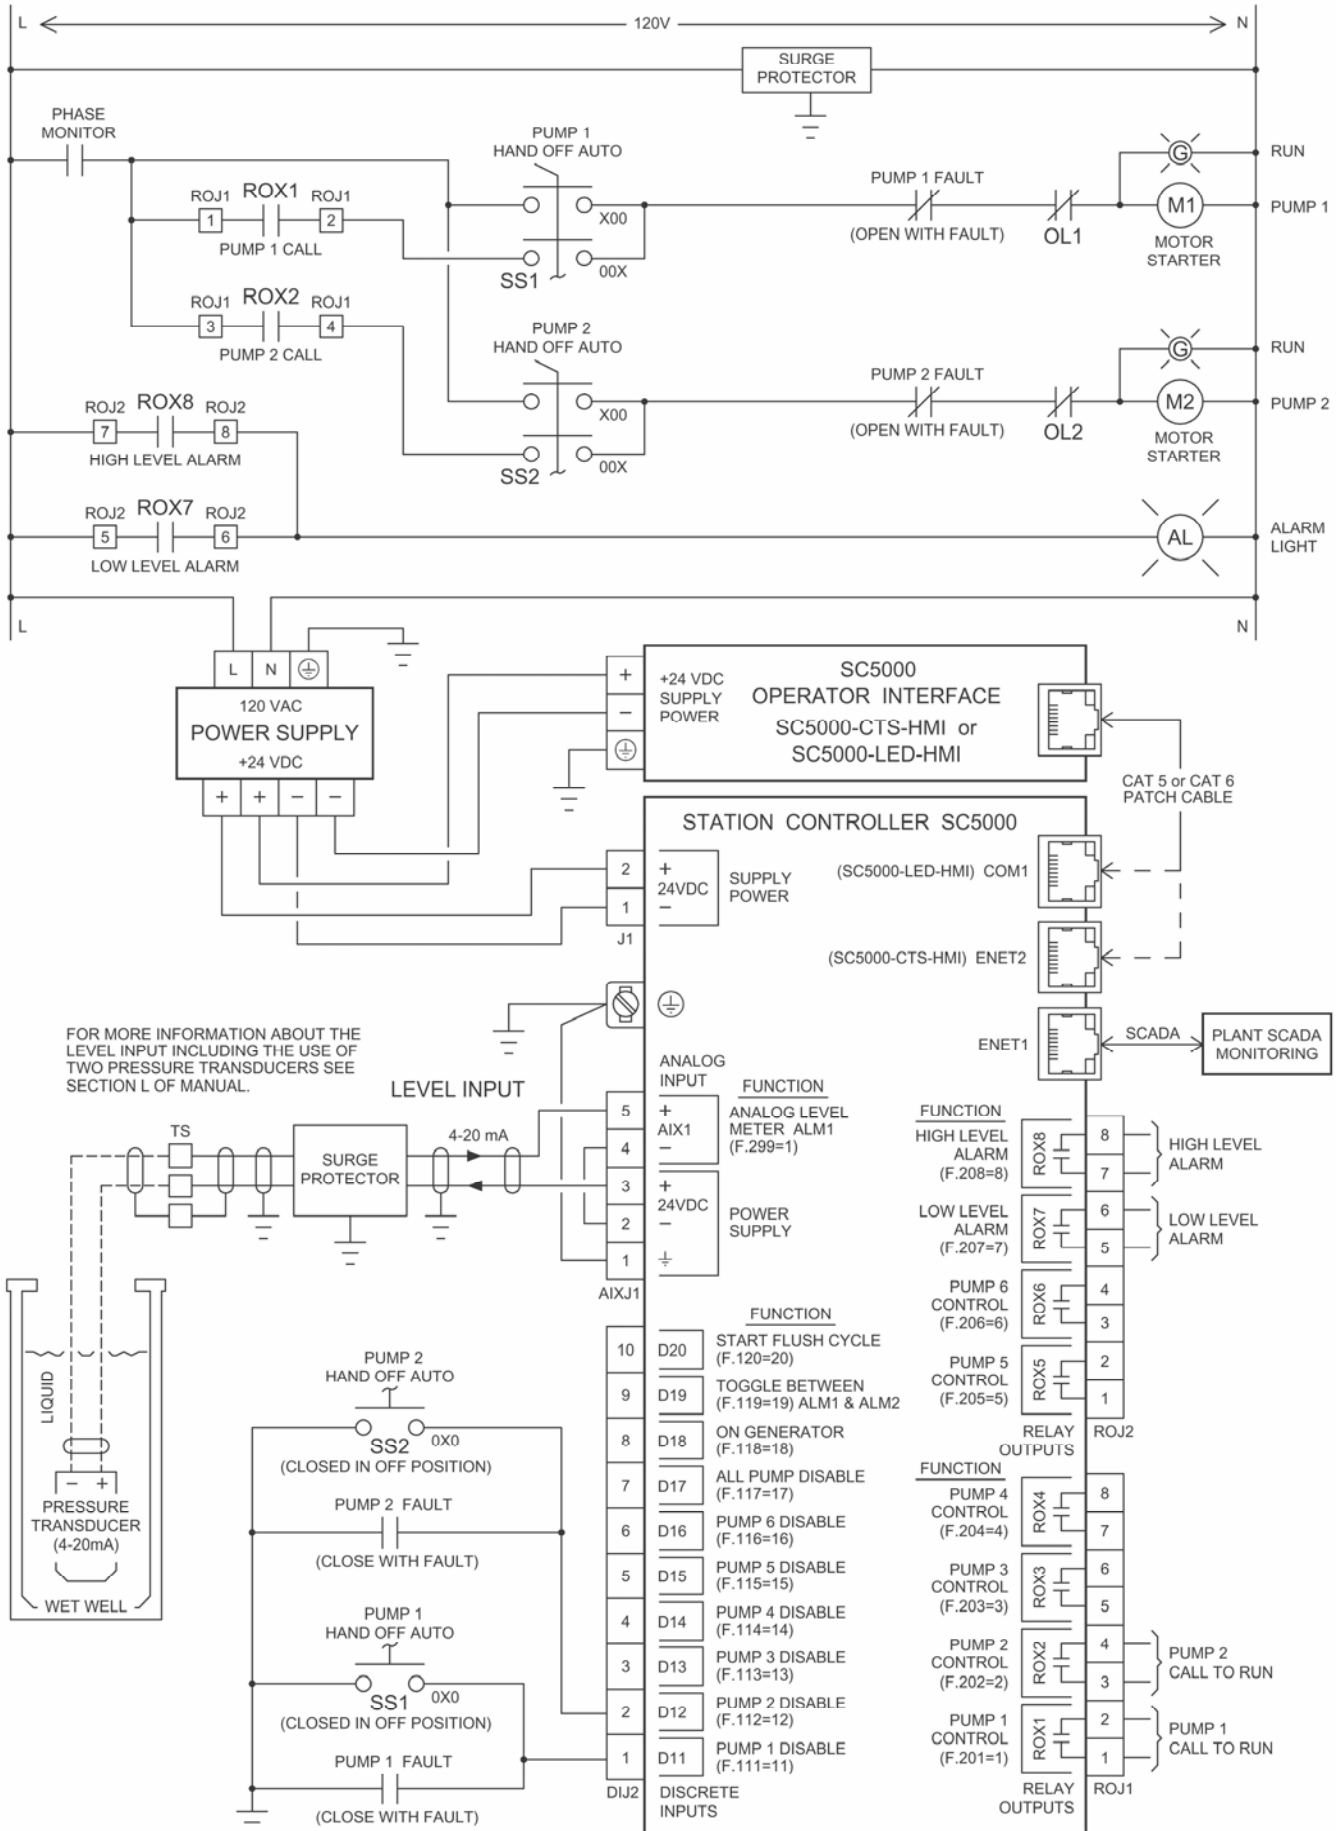 L
120V
N
SURGE
PROTECTOR
PHASE
MONITOR
PUMP 1
HAND OFF AUTO
X00
00X
SS1
PUMP 1 FAULT
(OPEN WITH FAULT)
OL1
G
RUN
M1
PUMP 1
MOTOR
STARTER
ROJ1
ROX1
ROJ1
1
2
PUMP 1 CALL
ROJ1
ROX2
ROJ1
3
4
PUMP 2 CALL
PUMP 2
HAND OFF AUTO
X00
00X
SS2
PUMP 2 FAULT
(OPEN WITH FAULT)
OL2
G
RUN
M2
PUMP 2
MOTOR
STARTER
ROJ2
ROX8
ROJ2
7
8
HIGH LEVEL ALARM
ROJ2
ROX7
ROJ2
5
6
LOW LEVEL ALARM
AL
ALARM
LIGHT
L
N
L
N
120 VAC
POWER SUPPLY
+24 VDC
+
+
−
−
+
−
+24 VDC
SUPPLY
POWER
SC5000
OPERATOR INTERFACE
SC5000-CTS-HMI or
SC5000-LED-HMI
CAT 5 or CAT 6
PATCH CABLE
STATION CONTROLLER SC5000
2
1
J1
+
24VDC
−
SUPPLY
POWER
(SC5000-LED-HMI) COM1
(SC5000-CTS-HMI) ENET2
ENET1
SCADA
PLANT SCADA
MONITORING
FOR MORE INFORMATION ABOUT THE
LEVEL INPUT INCLUDING THE USE OF
TWO PRESSURE TRANSDUCERS SEE
SECTION L OF MANUAL.
LEVEL INPUT
TS
SURGE
PROTECTOR
4-20 mA
ANALOG
INPUT
FUNCTION
5
4
3
2
1
AIXJ1
+
AIX1
−
ANALOG LEVEL
METER ALM1
(F.299=1)
+
24VDC
−
POWER
SUPPLY
LIQUID
− +
PRESSURE
TRANSDUCER
(4-20mA)
WET WELL
PUMP 2
HAND OFF AUTO
SS2
0X0
(CLOSED IN OFF POSITION)
PUMP 2 FAULT
(CLOSE WITH FAULT)
PUMP 1
HAND OFF AUTO
SS1
0X0
(CLOSED IN OFF POSITION)
PUMP 1 FAULT
(CLOSE WITH FAULT)
FUNCTION
10
D20
START FLUSH CYCLE
(F.120=20)
9
D19
TOGGLE BETWEEN
(F.119=19) ALM1 & ALM2
8
D18
ON GENERATOR
(F.118=18)
7
D17
ALL PUMP DISABLE
(F.117=17)
6
D16
PUMP 6 DISABLE
(F.116=16)
5
D15
PUMP 5 DISABLE
(F.115=15)
4
D14
PUMP 4 DISABLE
(F.114=14)
3
D13
PUMP 3 DISABLE
(F.113=13)
2
D12
PUMP 2 DISABLE
(F.112=12)
1
D11
PUMP 1 DISABLE
(F.111=11)
DIJ2
DISCRETE
INPUTS
FUNCTION
HIGH LEVEL
ALARM
(F.208=8)
ROX8
8
7
HIGH LEVEL
ALARM
LOW LEVEL
ALARM
(F.207=7)
ROX7
6
5
LOW LEVEL
ALARM
PUMP 6
CONTROL
(F.206=6)
ROX6
4
3
PUMP 5
CONTROL
(F.205=5)
ROX5
2
1
RELAY
OUTPUTS
ROJ2
FUNCTION
PUMP 4
CONTROL
(F.204=4)
ROX4
8
7
PUMP 3
CONTROL
(F.203=3)
ROX3
6
5
PUMP 2
CONTROL
(F.202=2)
ROX2
4
3
PUMP 2
CALL TO RUN
PUMP 1
CONTROL
(F.201=1)
ROX1
2
1
PUMP 1
CALL TO RUN
RELAY
OUTPUTS
ROJ1